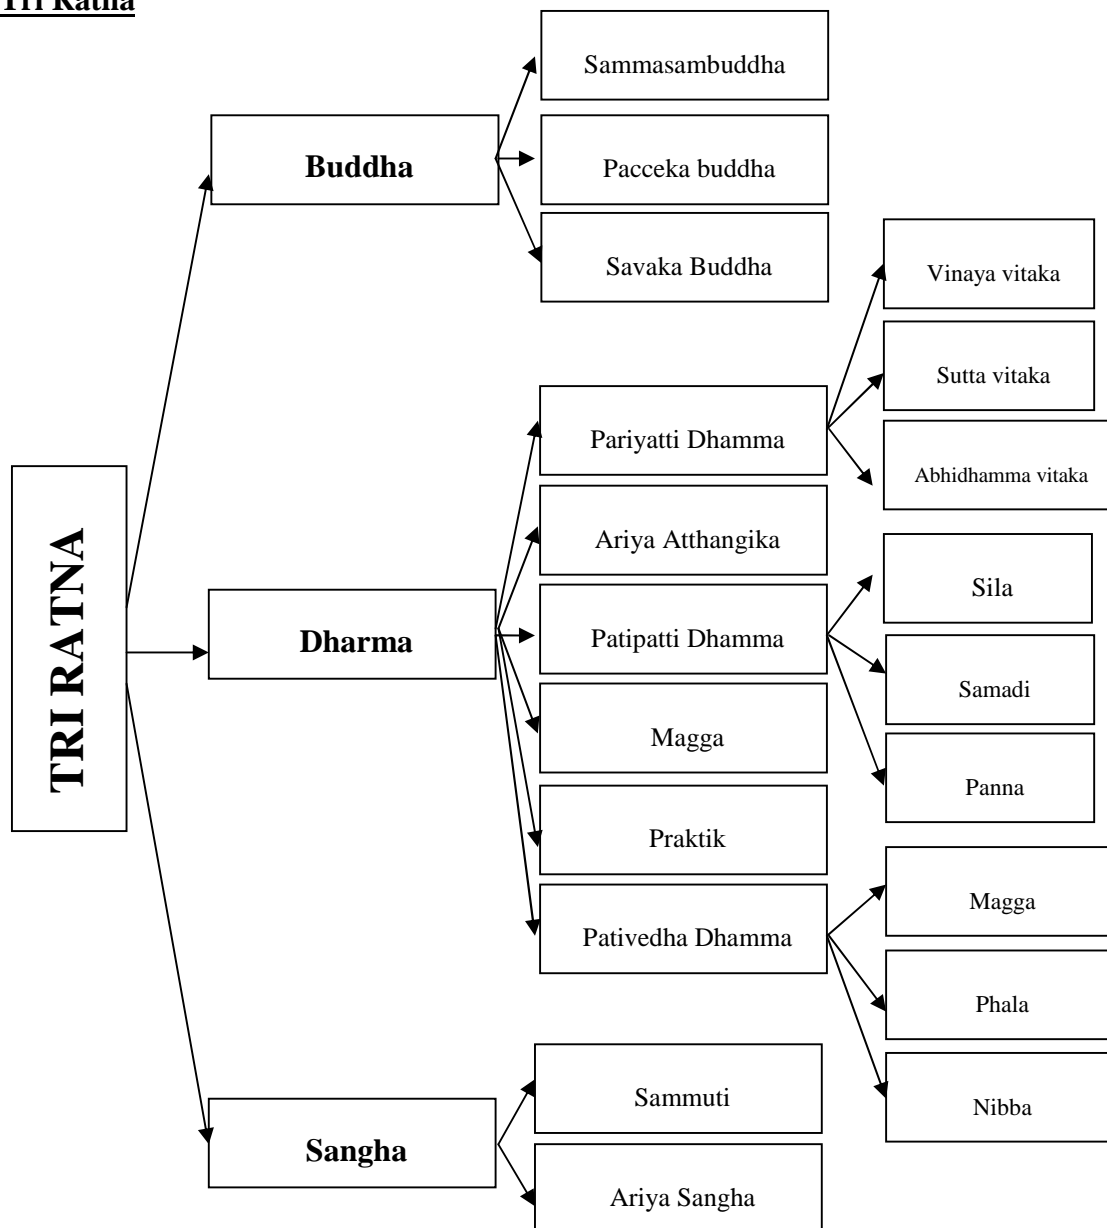 Tri Ratna
Sammasambuddha
Buddha
Pacceka buddha
Savaka Buddha
Vinaya vitaka
Sutta vitaka
Pariyatti Dhamma
Abhidhamma vitaka
Ariya Atthangika
TRI RATNA
Sila
Dharma
Patipatti Dhamma
Samadi
Magga
Panna
Praktik
Magga
Pativedha Dhamma
Phala
Sammuti
Nibba
Sangha
Ariya Sangha